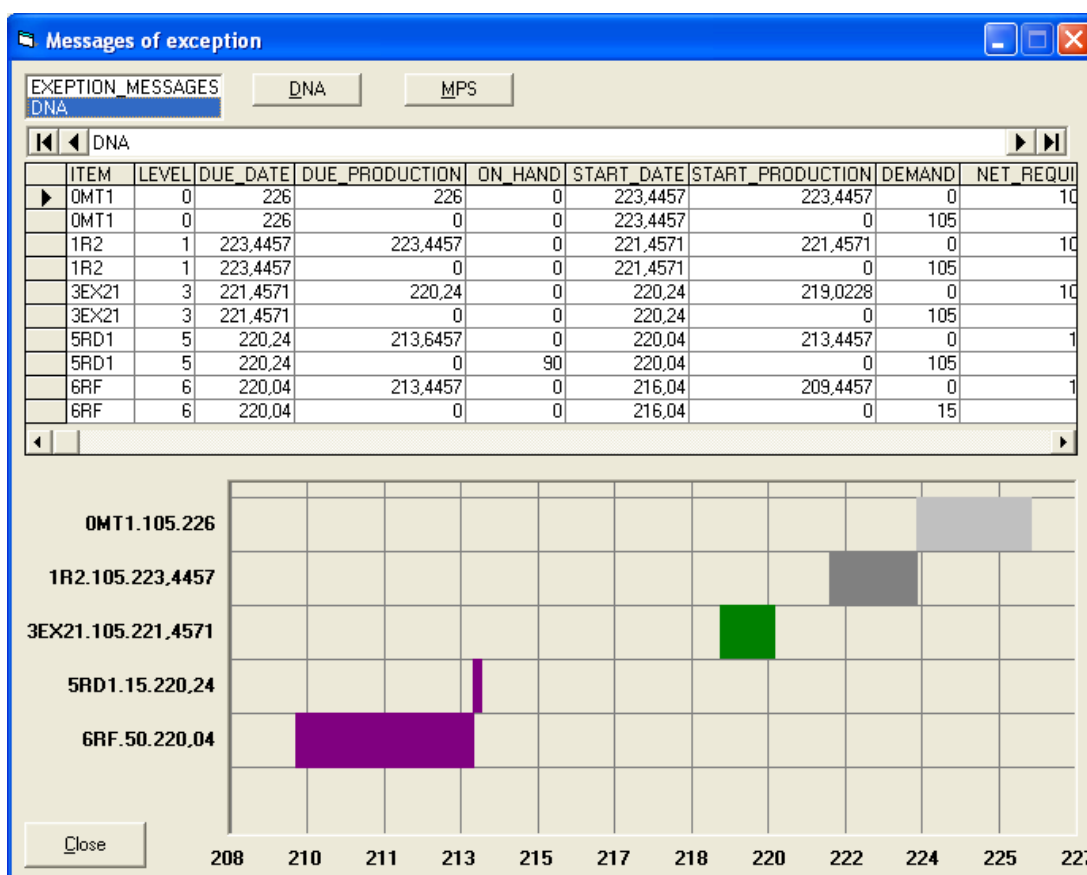 Messages of exception
EXEPTION_MESSAGES
DNA
DNA
MPS
DNA
ITEM LEVEL DUE_DATE DUE_PRODUCTION ON_HAND START_DATE START_PRODUCTION DEMAND NET_REQUI
0MT1 0 226 226 0 223,4457 223,4457 0 10
0MT1 0 226 0 0 223,4457 0 105
1R2 1 223,4457 223,4457 0 221,4571 221,4571 0 10
1R2 1 223,4457 0 0 221,4571 0 105
3EX21 3 221,4571 220,24 0 220,24 219,0228 0 10
3EX21 3 221,4571 0 0 220,24 0 105
5RD1 5 220,24 213,6457 0 220,04 213,4457 0 1
5RD1 5 220,24 0 90 220,04 0 105
6RF 6 220,04 213,4457 0 216,04 209,4457 0 1
6RF 6 220,04 0 0 216,04 0 15
0MT1.105.226
1R2.105.223,4457
3EX21.105.221,4571
5RD1.15.220,24
6RF.50.220,04
Close
208 210 211 213 215 217 218 220 222 224 225 227